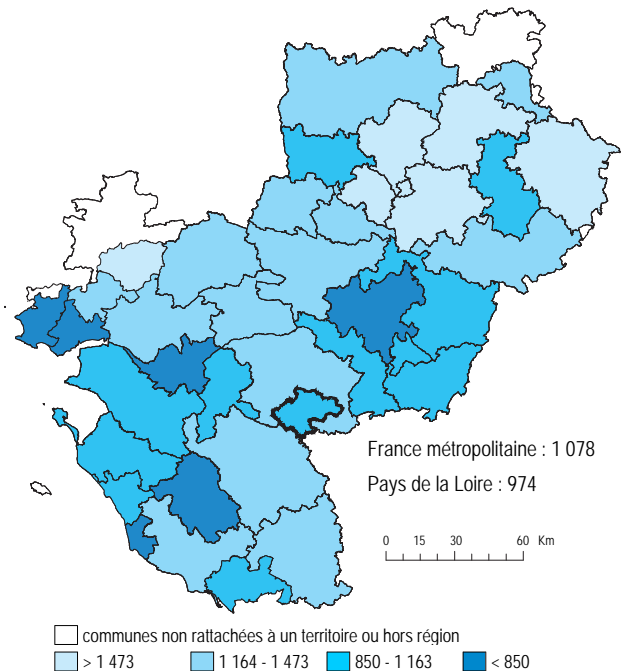 France métropolitaine : 1 078
Pays de la Loire : 974
0 15 30 60 Km
communes non rattachées à un territoire ou hors région
> 1 473 1 164 - 1 473 850 - 1 163 < 850